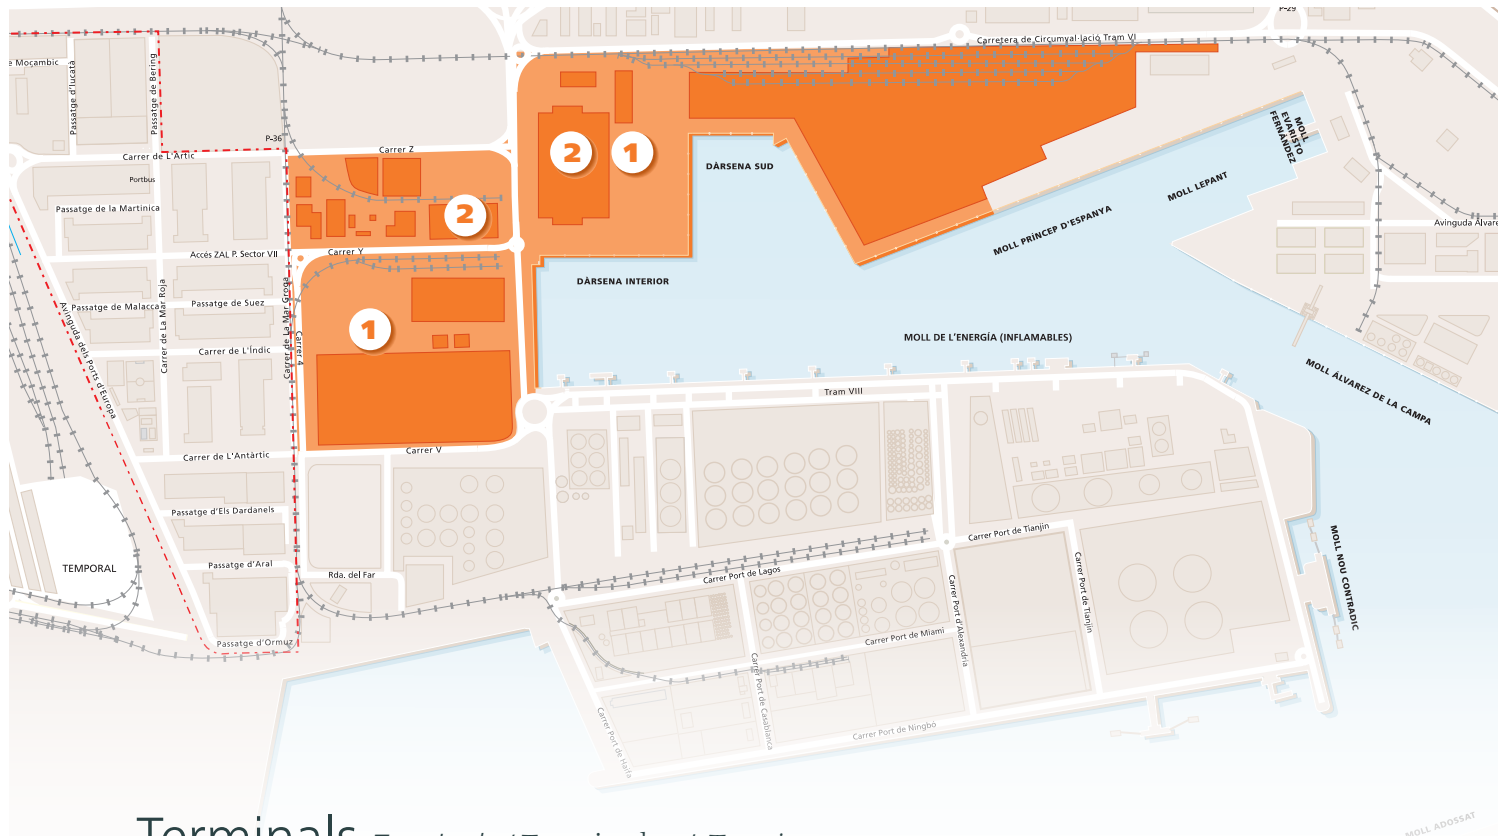 P-29
Carretera de Circumval·lació Tram VI
e Moçambic
Passatge d'Iucatà
Passatge de Bering
P-36
Carrer Z
Carrer de L'Àrtic
Portbus
Passatge de la Martinica
2
1
2
DÀRSENA SUD
MOLL
EVARISTO
FERNÁNDEZ
MOLL LEPANT
MOLL PRÍNCEP D'ESPANYA
Avinguda Álvare
Accés ZAL P. Sector VII
Carrer Y
DÀRSENA INTERIOR
Avinguda dels Ports d'Europa
Passatge de Malacca
Carrer de La Mar Roja
Passatge de Suez
Carrer de La Mar Groga
Carrer 4
1
MOLL DE L'ENERGÍA (INFLAMABLES)
Carrer de L'Índic
MOLL ÁLVAREZ DE LA CAMPA
Tram VIII
Carrer V
Carrer de L'Antàrtic
Passatge d'Els Dardanels
Passatge d'Aral
TEMPORAL
Rda. del Far
Carrer Port de Lagos
Carrer Port de Tianjin
Carrer Port de Tianjin
MOLL NOU CONTRADIC
Carrer Port d'Alexandria
Carrer Port de Miami
Passatge d'Ormuz
Carrer Port de Casablanca
Carrer Port de Haifa
Carrer Port de Ningbó
MOLL ADOSSAT
Terminals